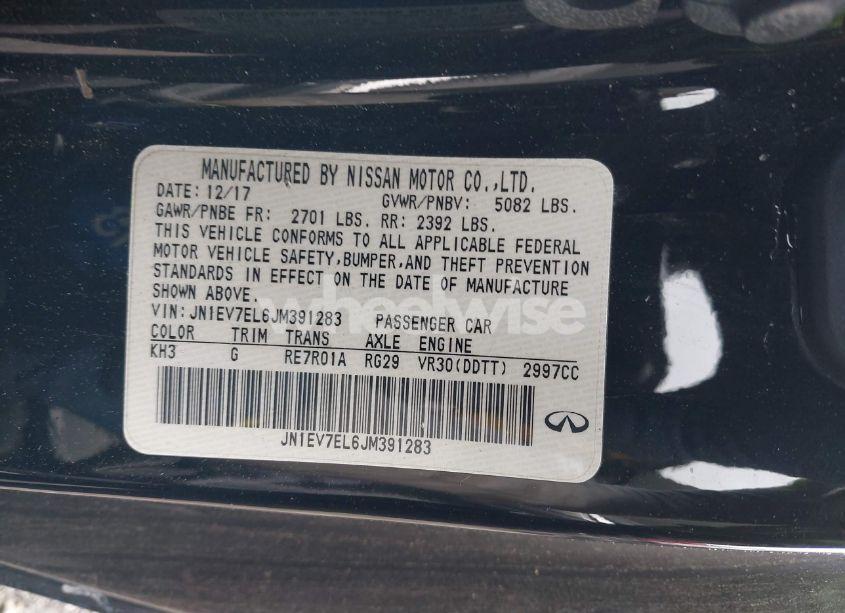 MANUFACTURED BY NISSAN MOTOR CO.,LTD.
DATE: 12/17 GVWR/PNBV: 5082 LBS.
GAWR/PNBE FR: 2701 LBS. RR: 2392 LBS.
THIS VEHICLE CONFORMS TO ALL APPLICABLE FEDERAL
MOTOR VEHICLE SAFETY,BUMPER,AND THEFT PREVENTION
STANDARDS IN EFFECT ON THE DATE OF MANUFACTURE
SHOWN ABOVE.
wheelwise
VIN: JN1EV7EL6JM391283 PASSENGER CAR
COLOR TRIM TRANS AXLE ENGINE
KH3 G RE7R01A RG29 VR30(DDTT) 2997CC
JN1EV7EL6JM391283